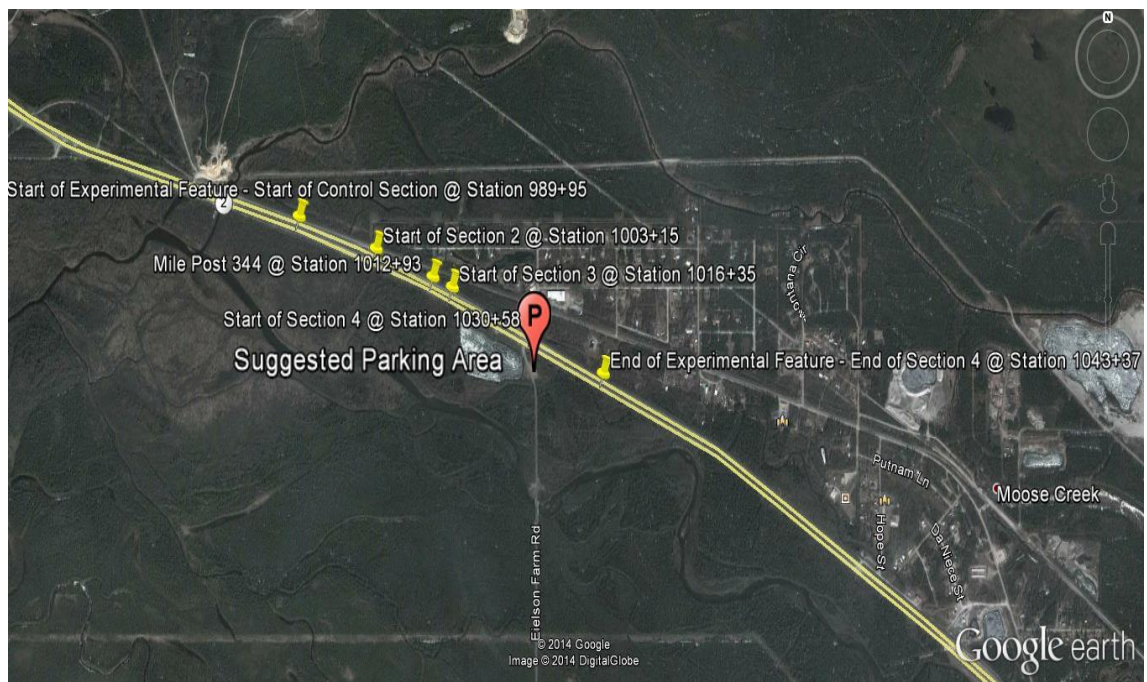 N
Start of Experimental Feature - Start of Control Section @ Station 989+95
2
Start of Section 2 @ Station 1003+15
Mile Post 344 @ Station 1012+93
Start of Section 3 @ Station 1016+35
Start of Section 4 @ Station 1030+58
P
Suggested Parking Area
End of Experimental Feature - End of Section 4 @ Station 1043+37
Putnam Ln
Moose Creek
Hope St
Da Niece St
Eielson Farm Rd
© 2014 Google
Image © 2014 DigitalGlobe
Google earth